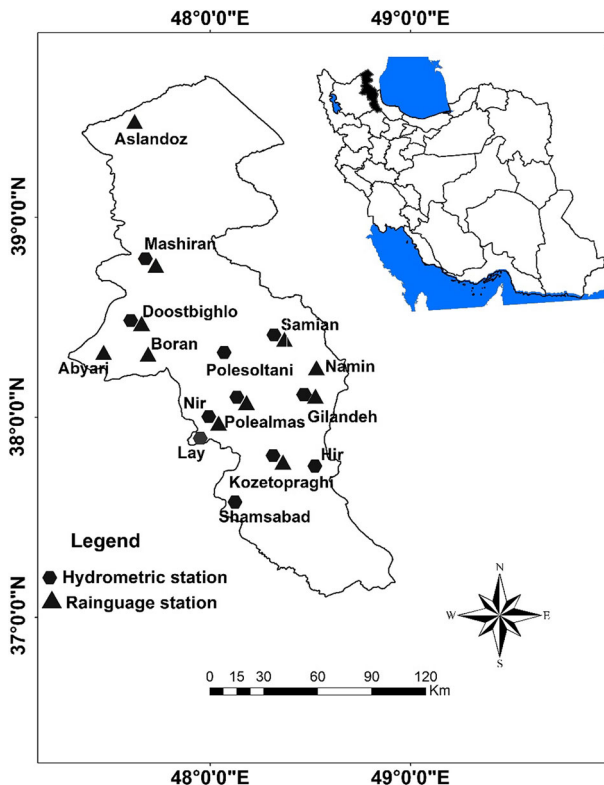 48°0'0"E 49°0'0"E
Aslandoz
39°0'0"N
Mashiran
Doostbighlo
Samian
Boran
Abyari
Polesoltani
Namin
Nir
Gilandeh
38°0'0"N
Polealmas
Lay
Hir
Kozetopraghi
Shamsabad
Legend
Hydrometric station
Rainguage station
37°0'0"N
N
W E
S
0 15 30 60 90 120
Km
48°0'0"E 49°0'0"E